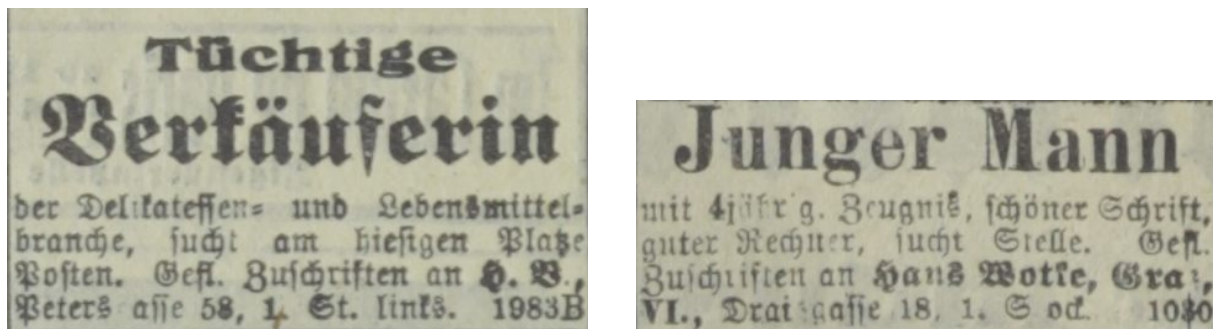 Tüchtige
Verkäuferin
der Delikatessen- und Lebensmittel-
branche, sucht am hiesigen Platze
Posten. Gefl. Zuschriften an H. B.,
Peters asse 58, 1. St. links. 1983B
Junger Mann
mit 4jähr g. Zeugnis, schöner Schrift,
guter Rechner, sucht Stelle. Gefl.
Zuschriften an Hans Wotke, Graz,
VI., gasse 18, 1. S ock.